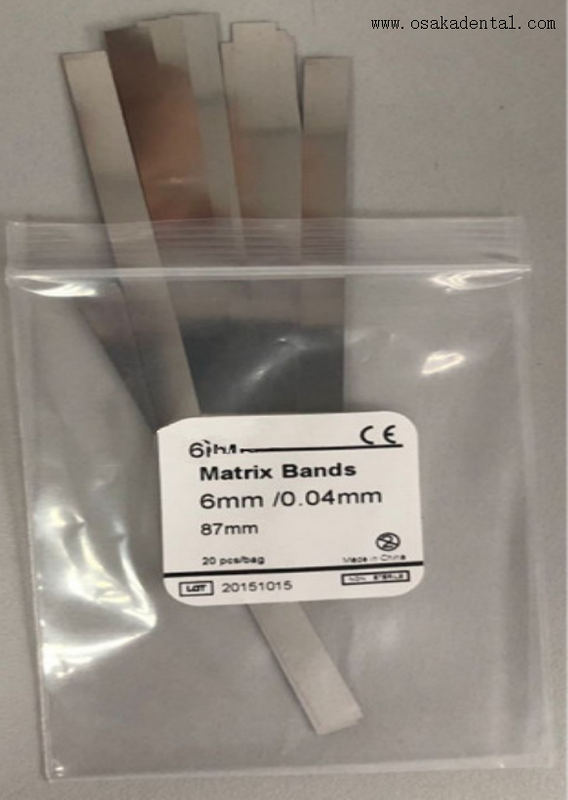 www.osakadental.com
CE
Matrix Bands
6mm /0.04mm
87mm
2
20 pcs/bag
Made in China
LOT 20151015
NON STERILE